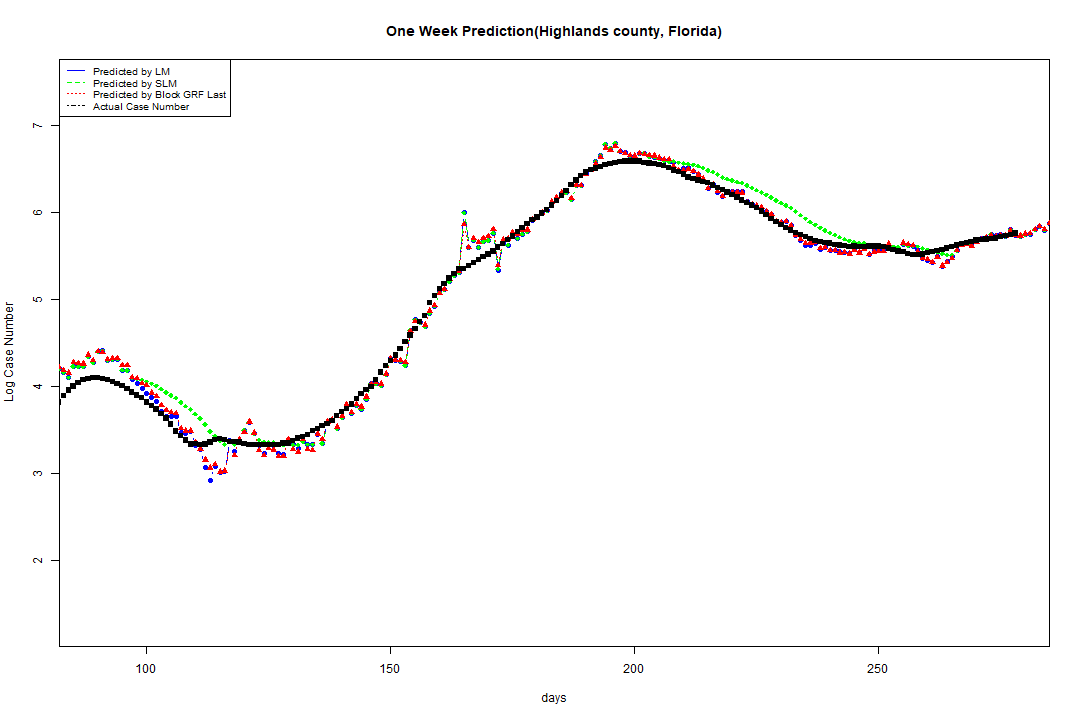 One Week Prediction(Highlands county, Florida)
Predicted by LM
Predicted by SLM
Predicted by Block GRF Last
Actual Case Number
7
6
5
4
3
2
Log Case Number
100 150 200 250
days